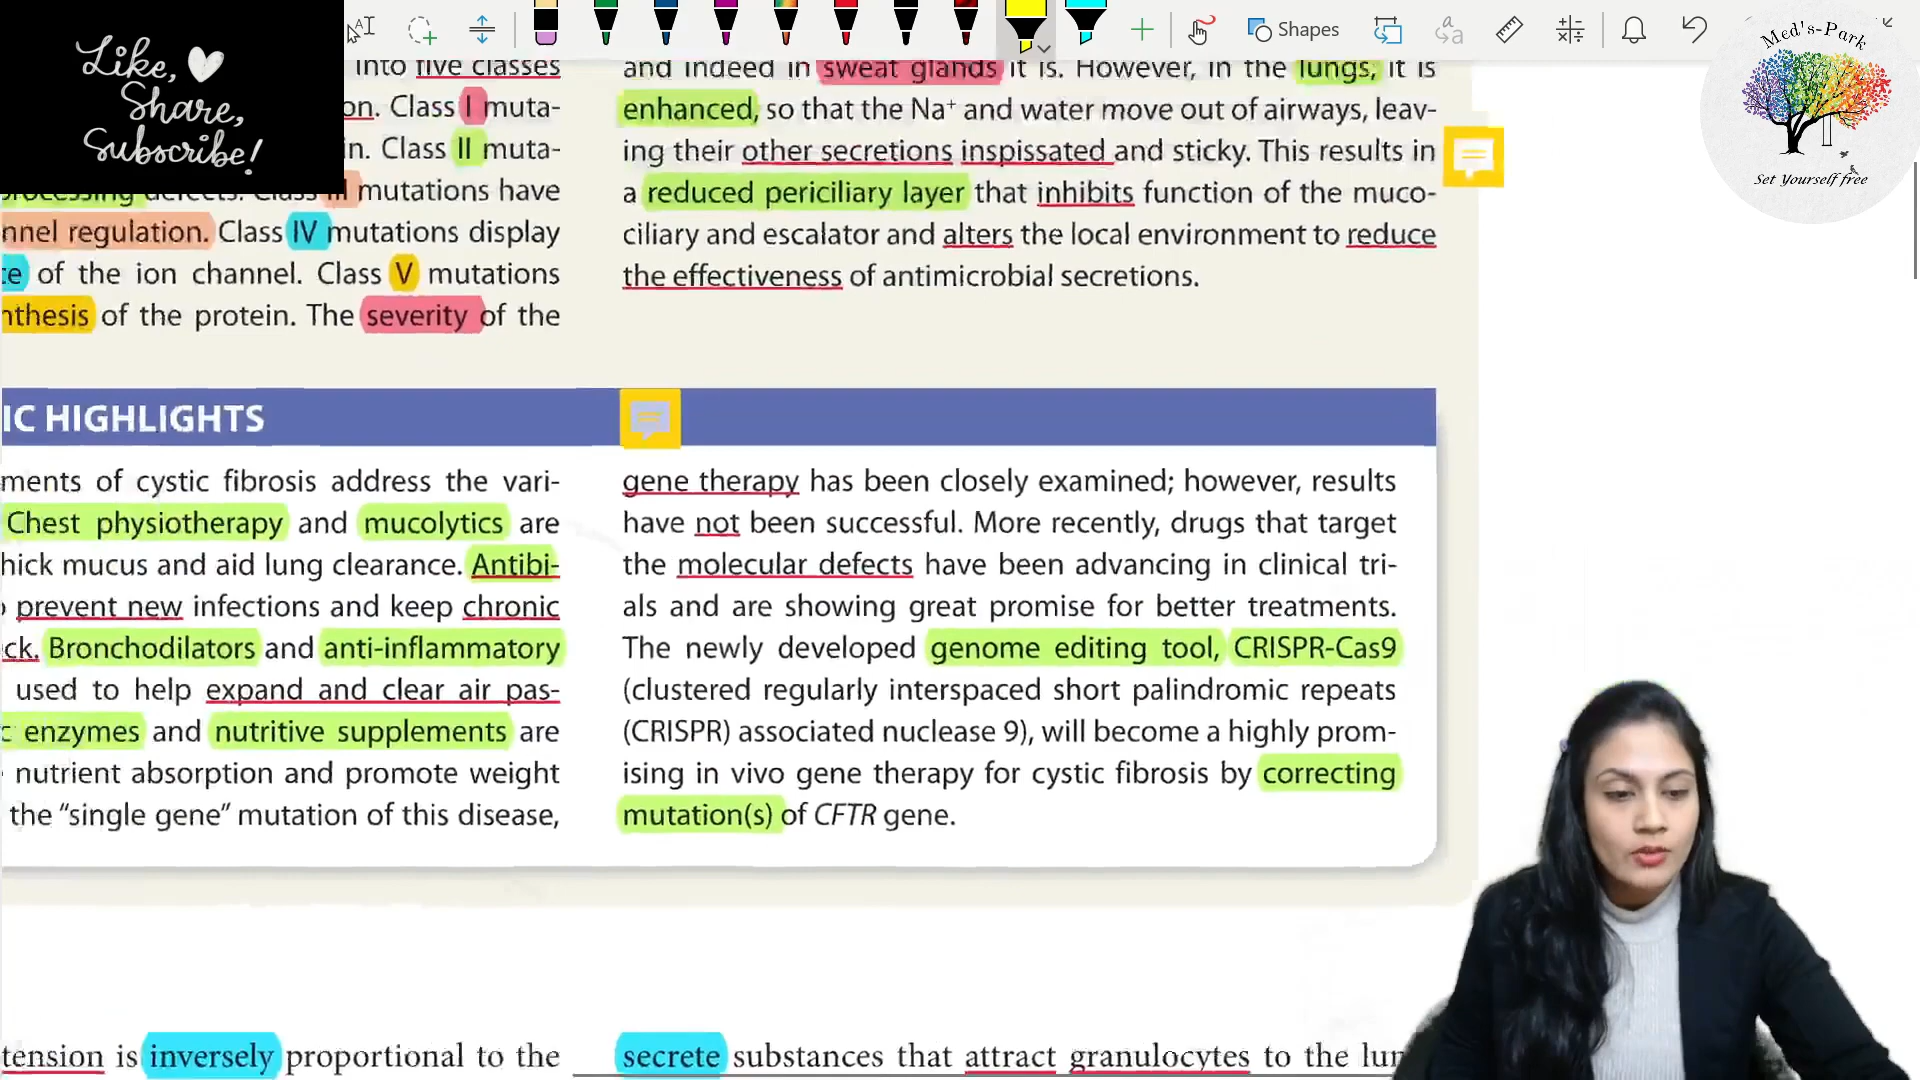 Like,
Share,
Subscribe!
Shapes
Med's-Park
Set Yourself free
into five classes
on. Class I muta-
in. Class II muta-
processing defects. Class III mutations have
nnel regulation. Class IV mutations display
of the ion channel. Class V mutations
nthesis of the protein. The severity of the
and indeed in sweat glands it is. However, in the lungs, it is
enhanced, so that the Na+ and water move out of airways, leav-
ing their other secretions inspissated and sticky. This results in
a reduced periciliary layer that inhibits function of the muco-
ciliary and escalator and alters the local environment to reduce
the effectiveness of antimicrobial secretions.
IC HIGHLIGHTS
ments of cystic fibrosis address the vari-
Chest physiotherapy and mucolytics are
hick mucus and aid lung clearance. Antibi-
prevent new infections and keep chronic
ck. Bronchodilators and anti-inflammatory
used to help expand and clear air pas-
c enzymes and nutritive supplements are
nutrient absorption and promote weight
the “single gene” mutation of this disease,
gene therapy has been closely examined; however, results
have not been successful. More recently, drugs that target
the molecular defects have been advancing in clinical tri-
als and are showing great promise for better treatments.
The newly developed genome editing tool, CRISPR-Cas9
(clustered regularly interspaced short palindromic repeats
(CRISPR) associated nuclease 9), will become a highly prom-
ising in vivo gene therapy for cystic fibrosis by correcting
mutation(s) of CFTR gene.
tension is inversely proportional to the
secrete substances that attract granulocytes to the lun